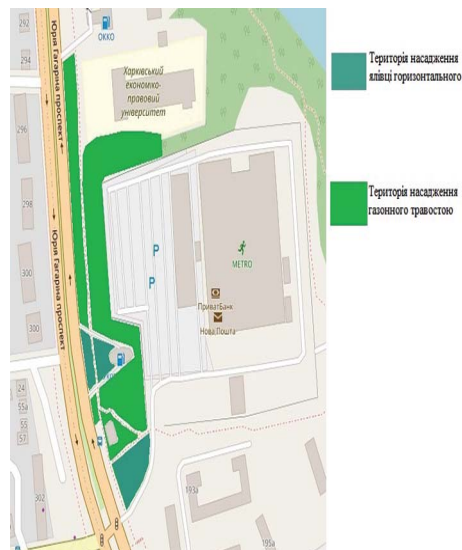 292
ОККО
294
Юрія Гагаріна проспект
Харківський
економіко-
правовий
університет
296
298
Юрія Гагаріна проспект
P
P
METRO
300
ПриватБанк
Нова Пошта
300
24
55а
55
57
302
193а
195а
Територія насадження
ялівці горизонтального
Територія насадження
газонного травостою